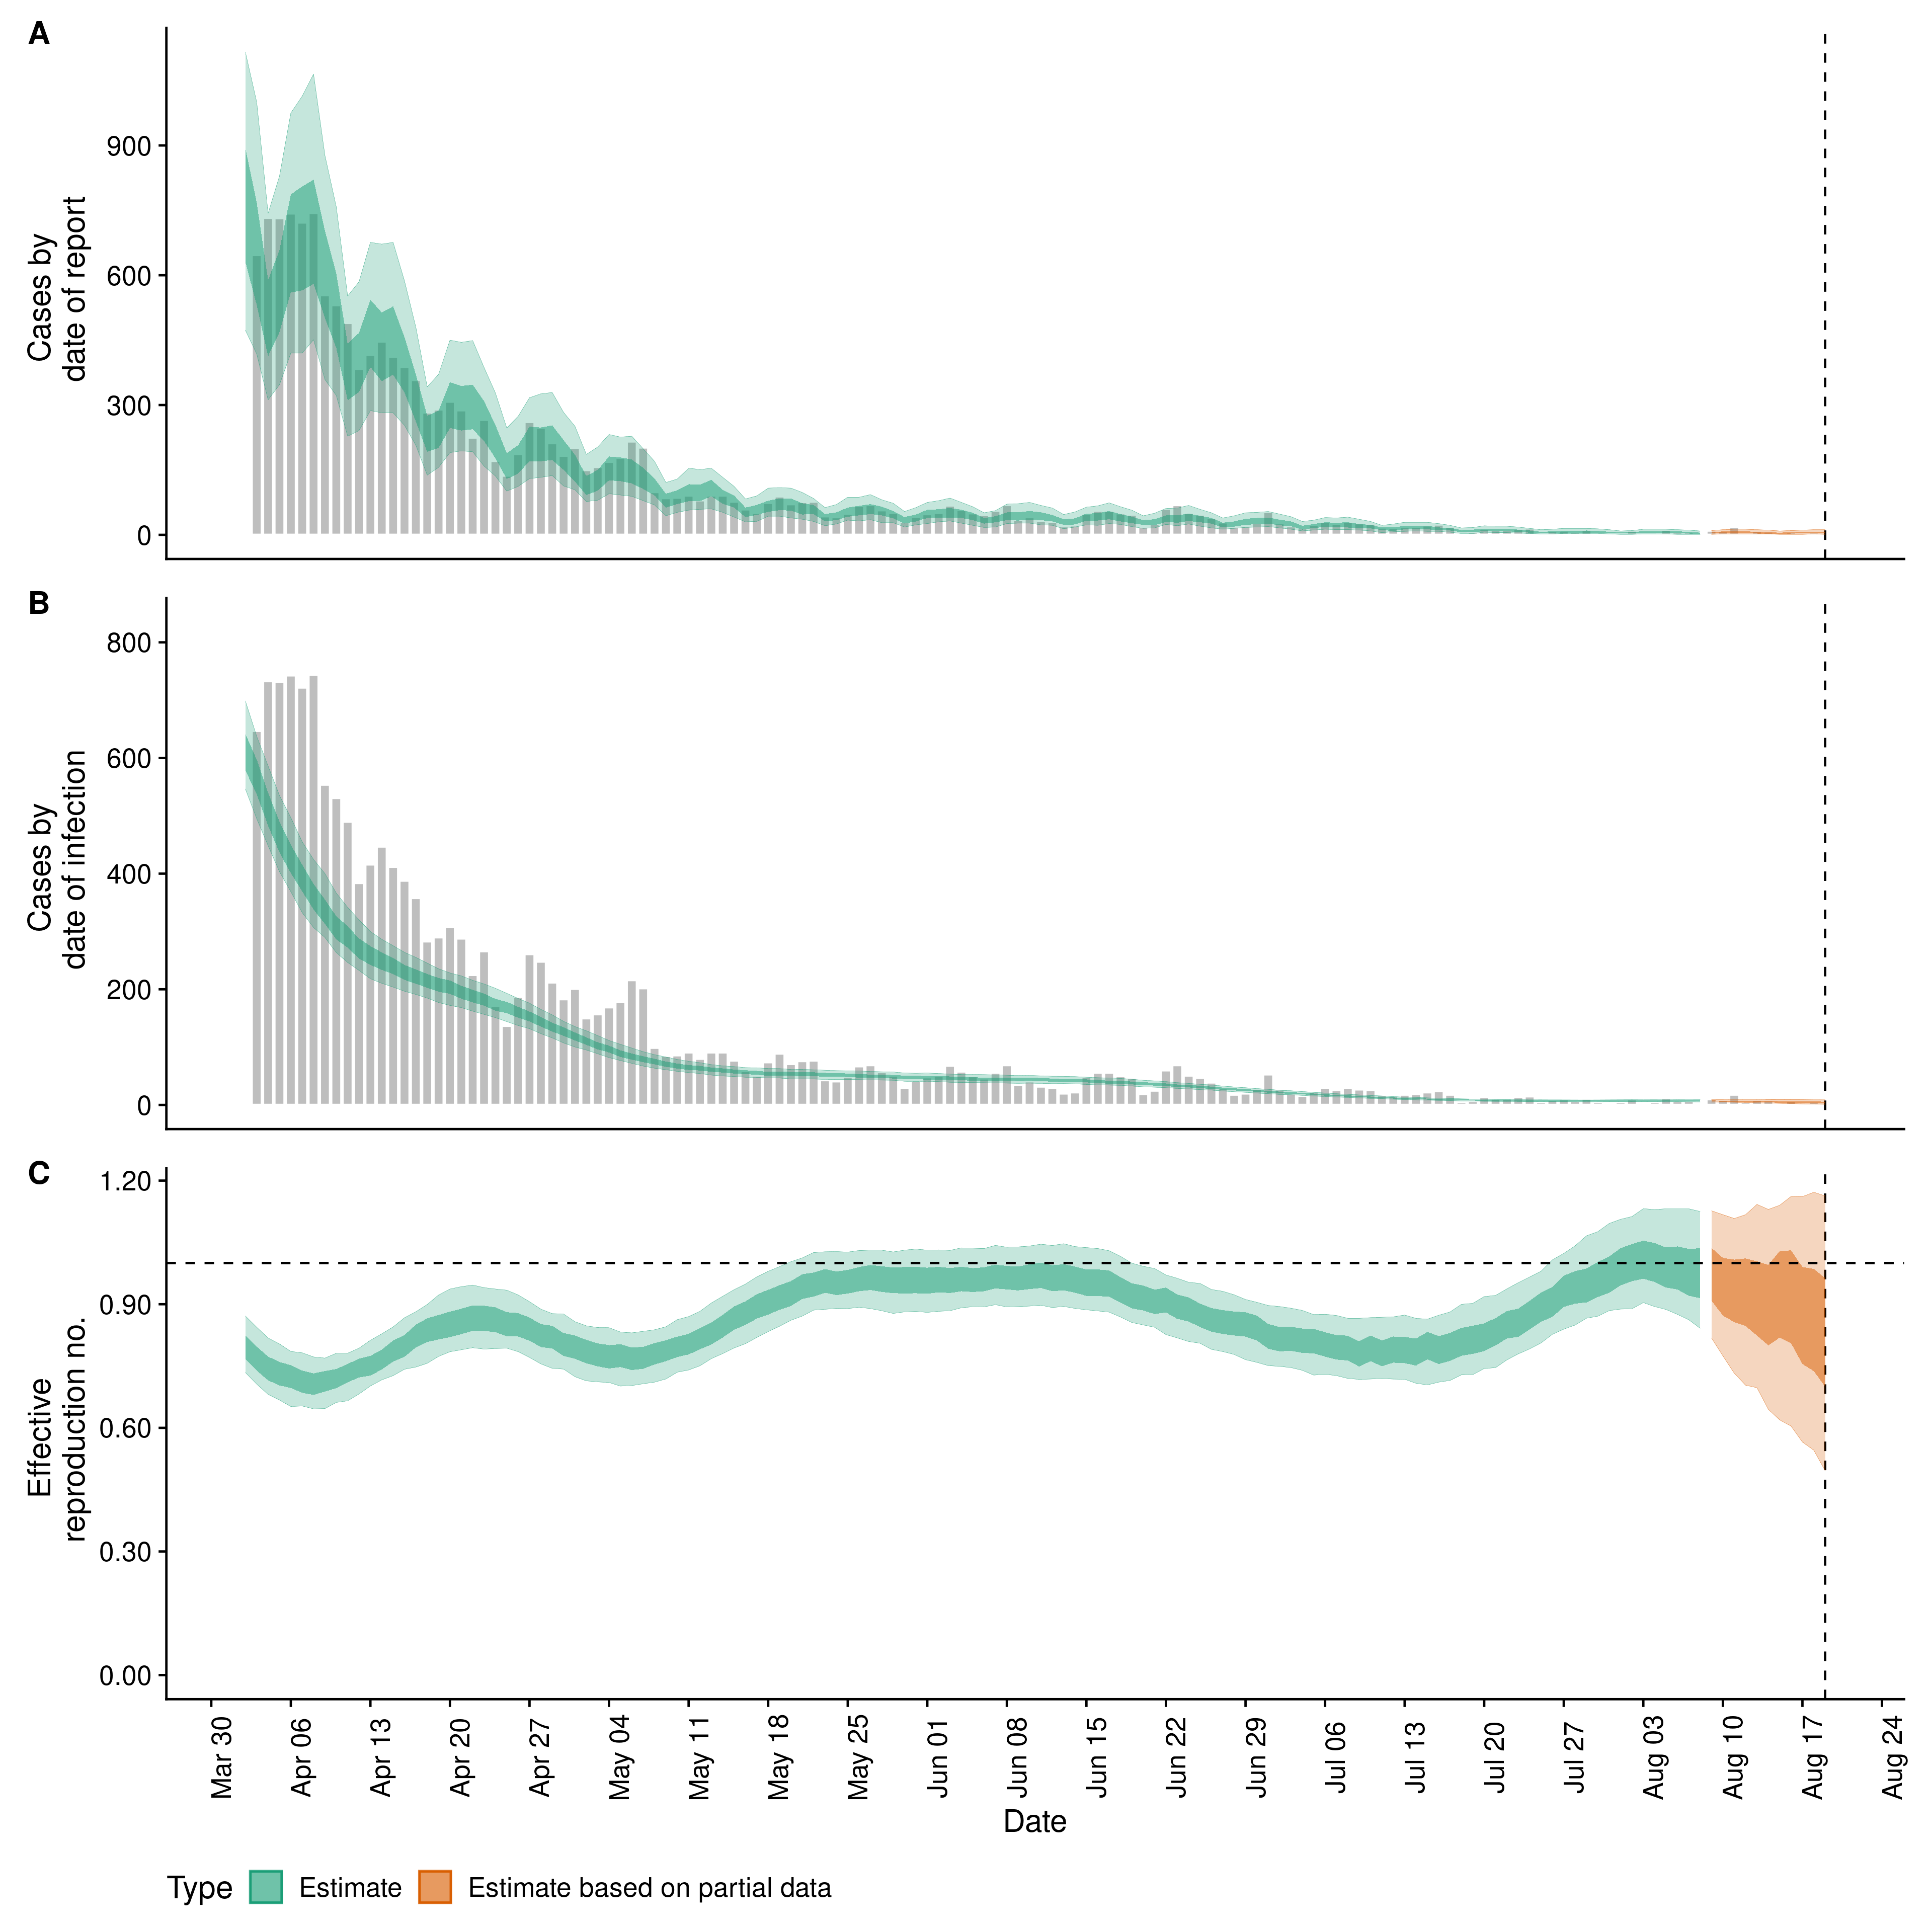 A
Cases by
date of report
900
600
300
0
B
Cases by
date of infection
800
600
400
200
0
C
Effective
reproduction no.
1.20
0.90
0.60
0.30
0.00
Mar 30
Apr 06
Apr 13
Apr 20
Apr 27
May 04
May 11
May 18
May 25
Jun 01
Jun 08
Jun 15
Jun 22
Jun 29
Jul 06
Jul 13
Jul 20
Jul 27
Aug 03
Aug 10
Aug 17
Aug 24
Date
Type Estimate Estimate based on partial data